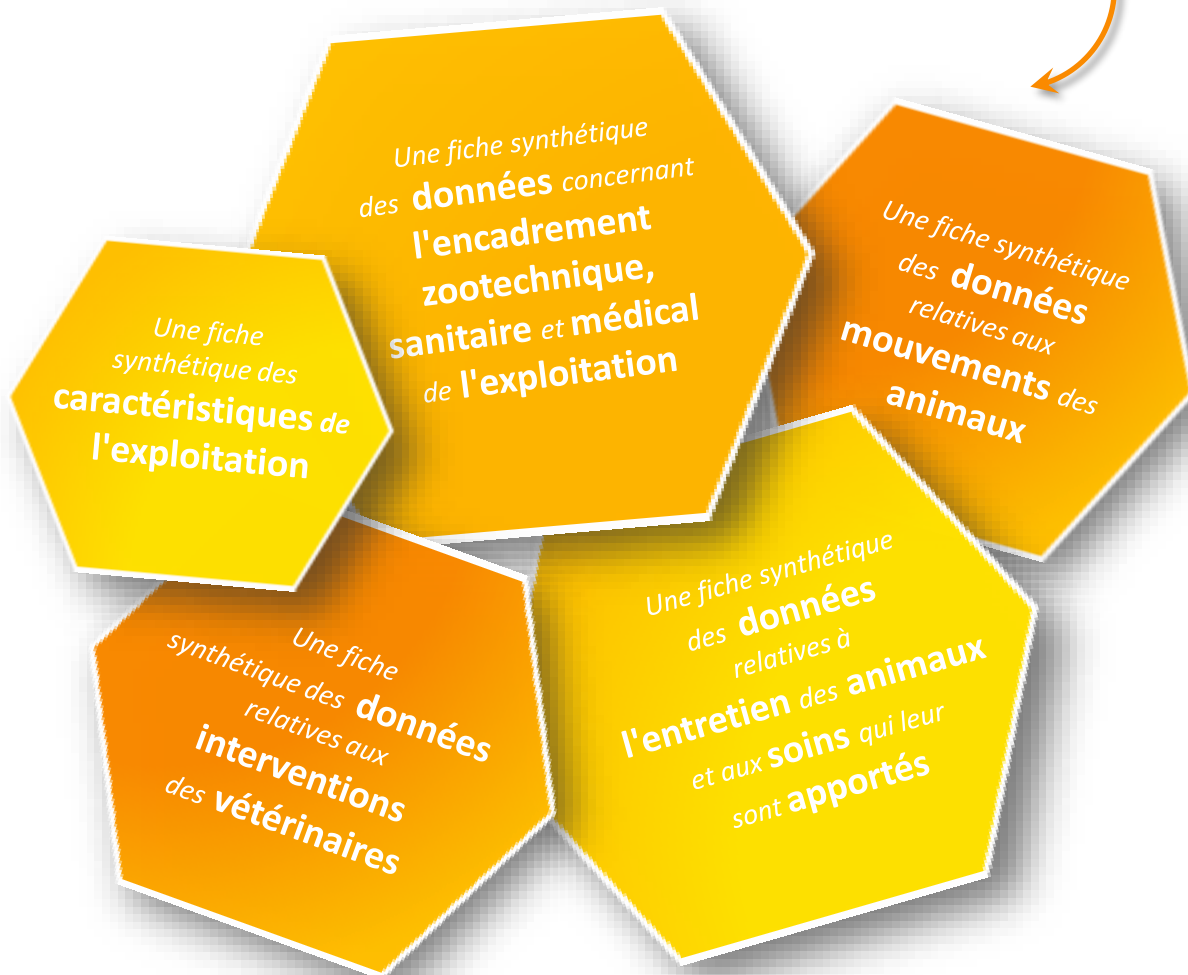 Une fiche synthétique
des données concernant
l'encadrement
zootechnique,
sanitaire et médical
de l'exploitation
Une fiche synthétique
des données
relatives aux
mouvements des
animaux
Une fiche
synthétique des
caractéristiques de
l'exploitation
Une fiche
synthétique des données
relatives aux
interventions
des vétérinaires
Une fiche synthétique
des données
relatives à
l'entretien des animaux
et aux soins qui leur
sont apportés